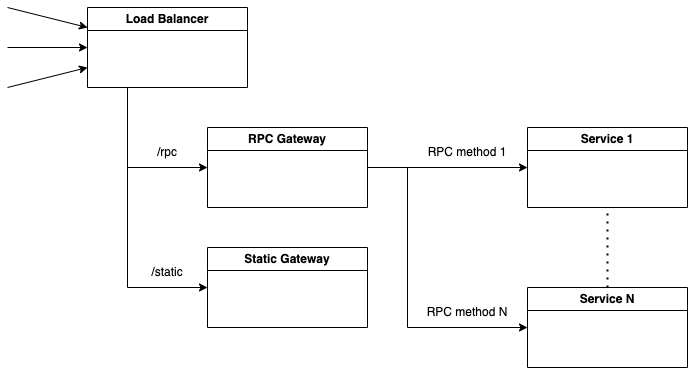 Load Balancer
/rpc
RPC Gateway
RPC method 1
Service 1
/static
Static Gateway
RPC method N
Service N